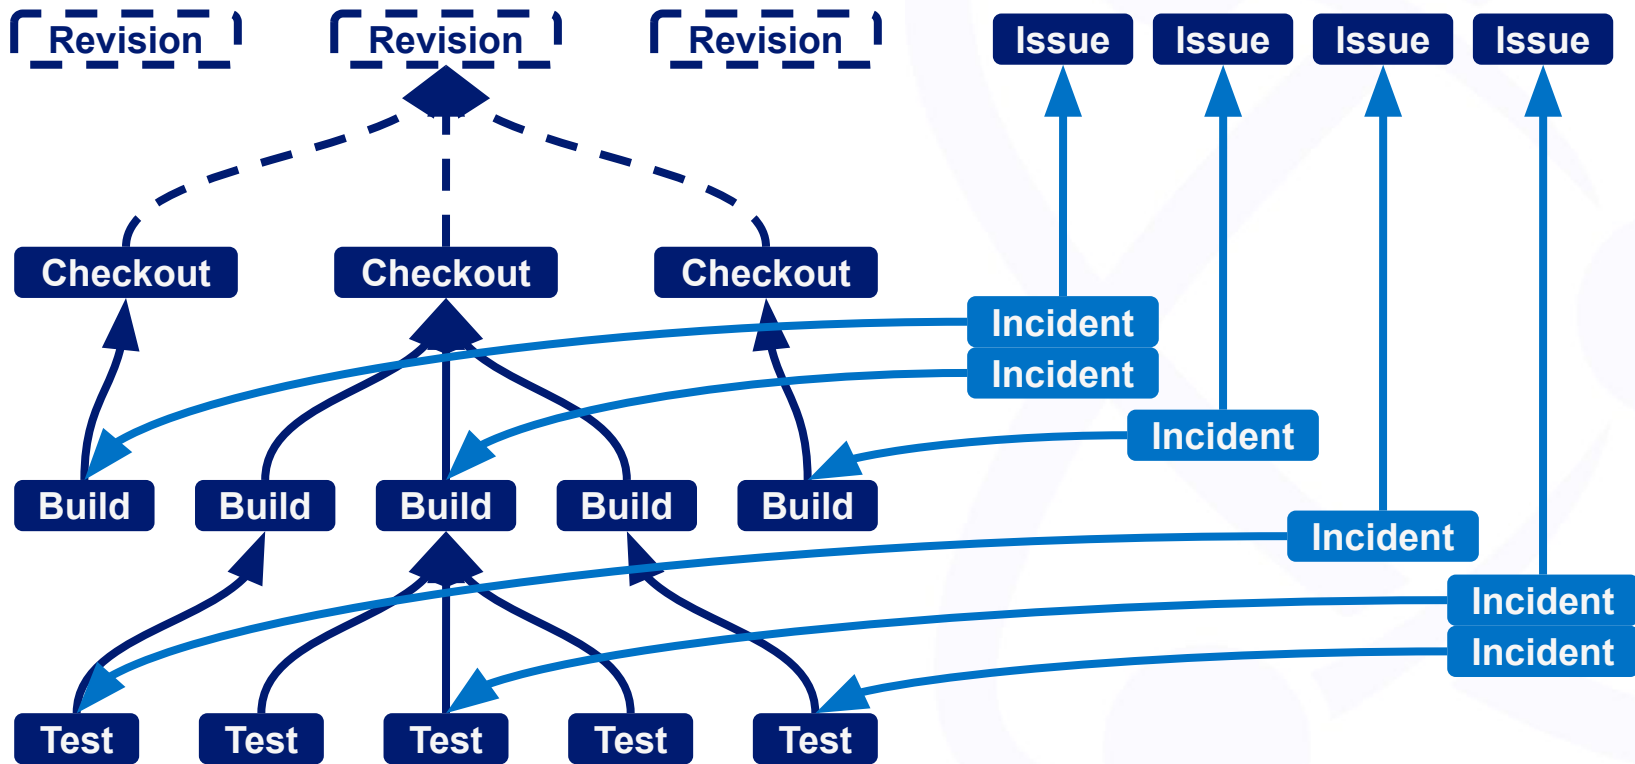 Revision Revision Revision Issue Issue Issue Issue
Checkout Checkout Checkout
Incident
Incident
Incident
Build Build Build Build Build
Incident
Incident
Incident
Test Test Test Test Test